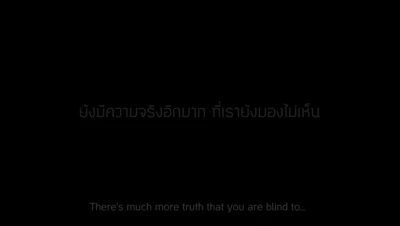 ยังมีความจริงอีกมาก ที่เรายังมองไม่เห็น
There's much more truth that you are blind to...